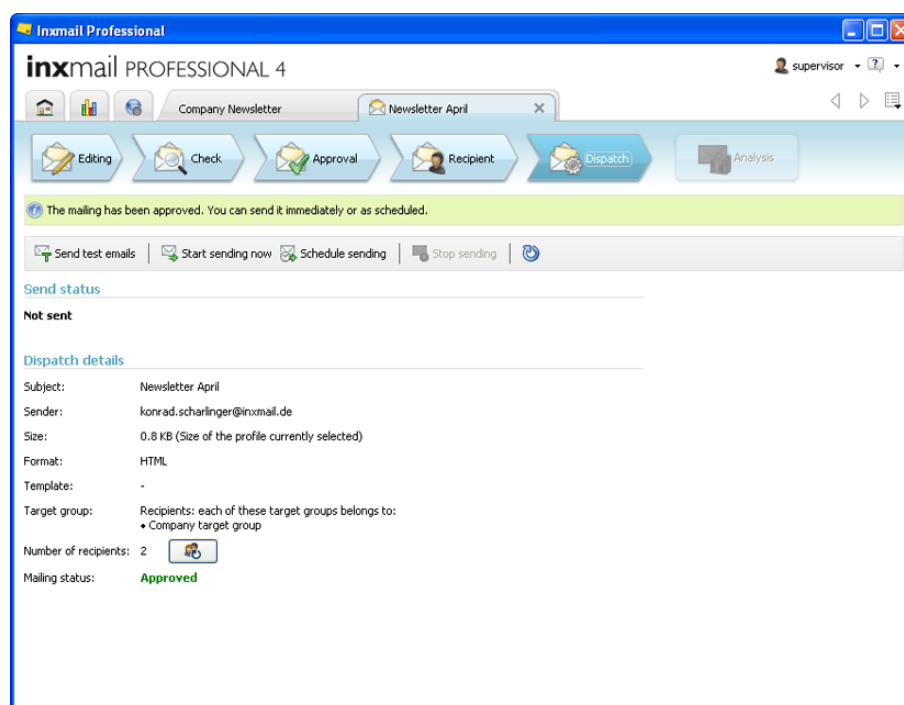 Inxmail Professional
inxmail PROFESSIONAL 4
supervisor
?
Company Newsletter
Newsletter April
Editing
Check
Approval
Recipient
Dispatch
Analysis
The mailing has been approved. You can send it immediately or as scheduled.
Send test emails
Start sending now
Schedule sending
Stop sending
Send status
Not sent
Dispatch details
Subject: Newsletter April
Sender: konrad.scharlinger@inxmail.de
Size: 0.8 KB (Size of the profile currently selected)
Format: HTML
Template: -
Target group: Recipients: each of these target groups belongs to:
• Company target group
Number of recipients: 2
Mailing status: Approved